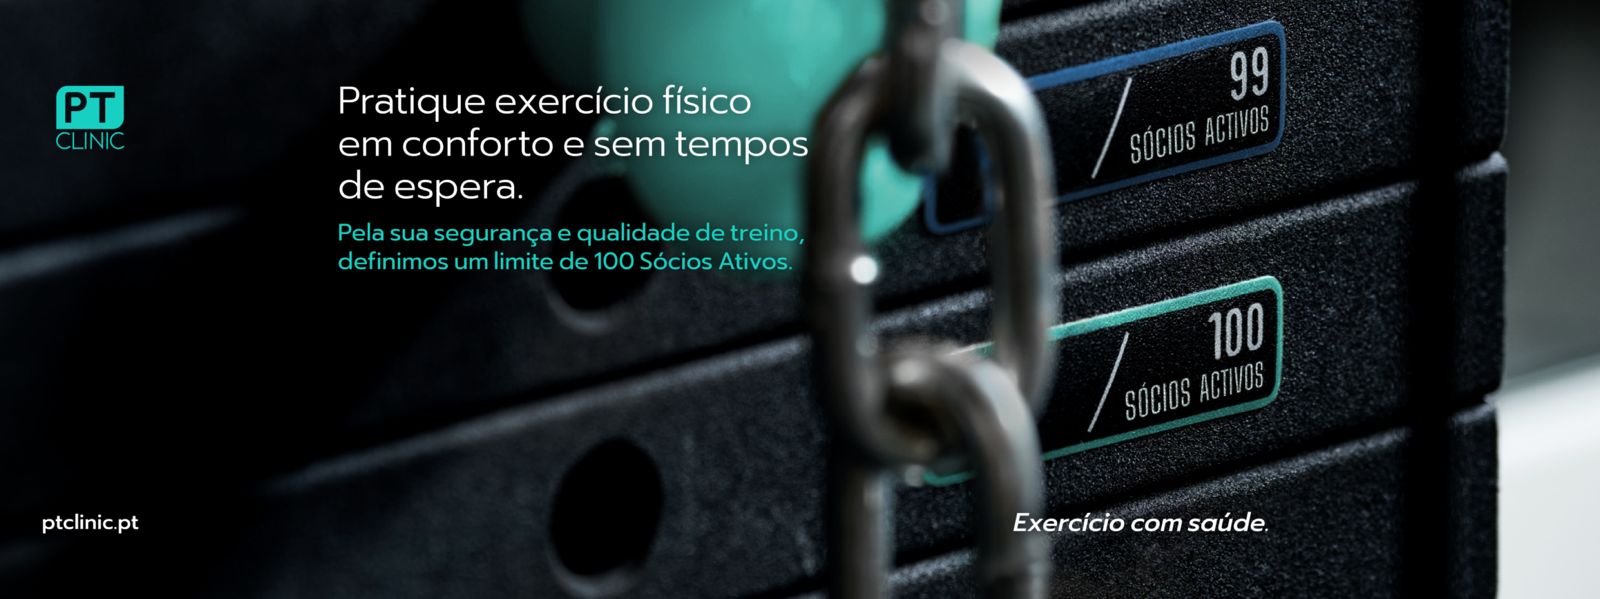 PT
CLINIC
Pratique exercício físico
em conforto e sem tempos
de espera.
Pela sua segurança e qualidade de treino,
definimos um limite de 100 Sócios Ativos.
99
/ SÓCIOS ACTIVOS
100
/ SÓCIOS ACTIVOS
ptclinic.pt
Exercício com saúde.